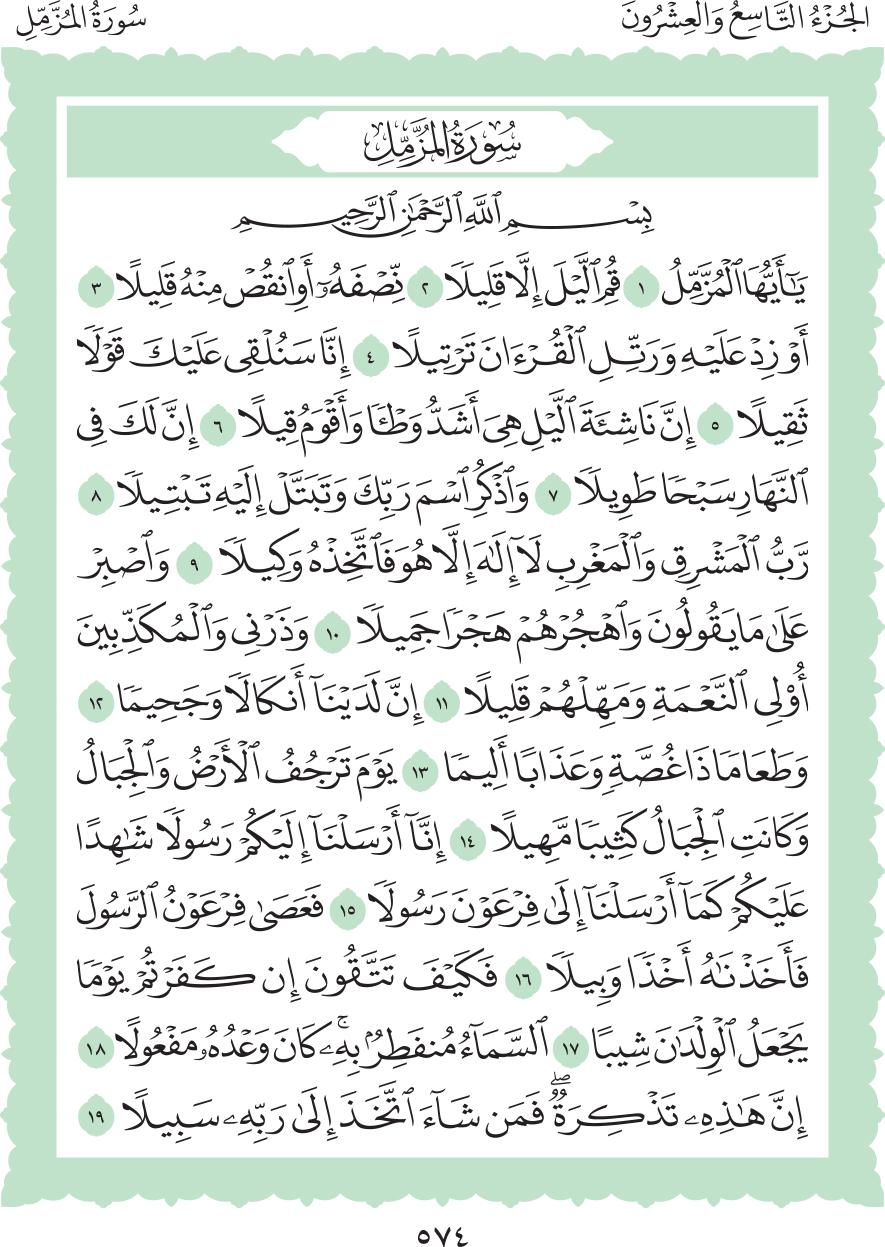 الجُزْءُ التَّاسِعُ وَالعِشْرُونَ
سُورَةُ المُزَّمِّلِ
سُورَةُ المُزَّمِّلِ
بِسْمِ ٱللَّهِ ٱلرَّحْمَٰنِ ٱلرَّحِيمِ
يَٰٓأَيُّهَا ٱلْمُزَّمِّلُ ١ قُمِ ٱلَّيْلَ إِلَّا قَلِيلًا ٢ نِّصْفَهُۥٓ أَوِ ٱنقُصْ مِنْهُ قَلِيلًا ٣
أَوْ زِدْ عَلَيْهِ وَرَتِّلِ ٱلْقُرْءَانَ تَرْتِيلًا ٤ إِنَّا سَنُلْقِى عَلَيْكَ قَوْلًا
ثَقِيلًا ٥ إِنَّ نَاشِئَةَ ٱلَّيْلِ هِىَ أَشَدُّ وَطْـًٔا وَأَقْوَمُ قِيلًا ٦ إِنَّ لَكَ فِى
ٱلنَّهَارِ سَبْحًا طَوِيلًا ٧ وَٱذْكُرِ ٱسْمَ رَبِّكَ وَتَبَتَّلْ إِلَيْهِ تَبْتِيلًا ٨
رَّبُّ ٱلْمَشْرِقِ وَٱلْمَغْرِبِ لَآ إِلَٰهَ إِلَّا هُوَ فَٱتَّخِذْهُ وَكِيلًا ٩ وَٱصْبِرْ
عَلَىٰ مَا يَقُولُونَ وَٱهْجُرْهُمْ هَجْرًا جَمِيلًا ١٠ وَذَرْنِى وَٱلْمُكَذِّبِينَ
أُو۟لِى ٱلنَّعْمَةِ وَمَهِّلْهُمْ قَلِيلًا ١١ إِنَّ لَدَيْنَآ أَنكَالًا وَجَحِيمًا ١٢
وَطَعَامًا ذَا غُصَّةٍ وَعَذَابًا أَلِيمًا ١٣ يَوْمَ تَرْجُفُ ٱلْأَرْضُ وَٱلْجِبَالُ
وَكَانَتِ ٱلْجِبَالُ كَثِيبًا مَّهِيلًا ١٤ إِنَّآ أَرْسَلْنَآ إِلَيْكُمْ رَسُولًا شَٰهِدًا
عَلَيْكُمْ كَمَآ أَرْسَلْنَآ إِلَىٰ فِرْعَوْنَ رَسُولًا ١٥ فَعَصَىٰ فِرْعَوْنُ ٱلرَّسُولَ
فَأَخَذْنَٰهُ أَخْذًا وَبِيلًا ١٦ فَكَيْفَ تَتَّقُونَ إِن كَفَرْتُمْ يَوْمًا
يَجْعَلُ ٱلْوِلْدَٰنَ شِيبًا ١٧ ٱلسَّمَآءُ مُنفَطِرٌۢ بِهِۦۚ كَانَ وَعْدُهُۥ مَفْعُولًا ١٨
إِنَّ هَٰذِهِۦ تَذْكِرَةٌۖ فَمَن شَآءَ ٱتَّخَذَ إِلَىٰ رَبِّهِۦ سَبِيلًا ١٩
٥٧٤